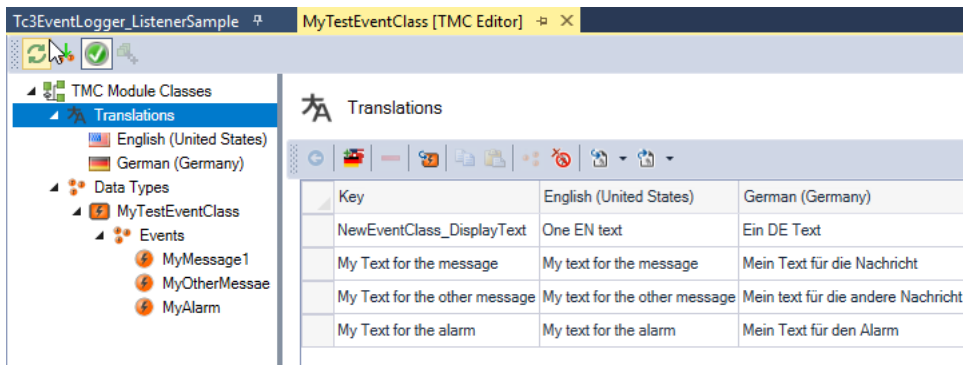 Tc3EventLogger_ListenerSample MyTestEventClass [TMC Editor]
TMC Module Classes
Translations
English (United States)
German (Germany)
Data Types
MyTestEventClass
Events
MyMessage1
MyOtherMessae
MyAlarm
Translations
Key English (United States) German (Germany)
NewEventClass_DisplayText One EN text Ein DE Text
My Text for the message My text for the message Mein Text für die Nachricht
My Text for the other message My text for the other message Mein text für die andere Nachricht
My Text for the alarm My text for the alarm Mein Text für den Alarm